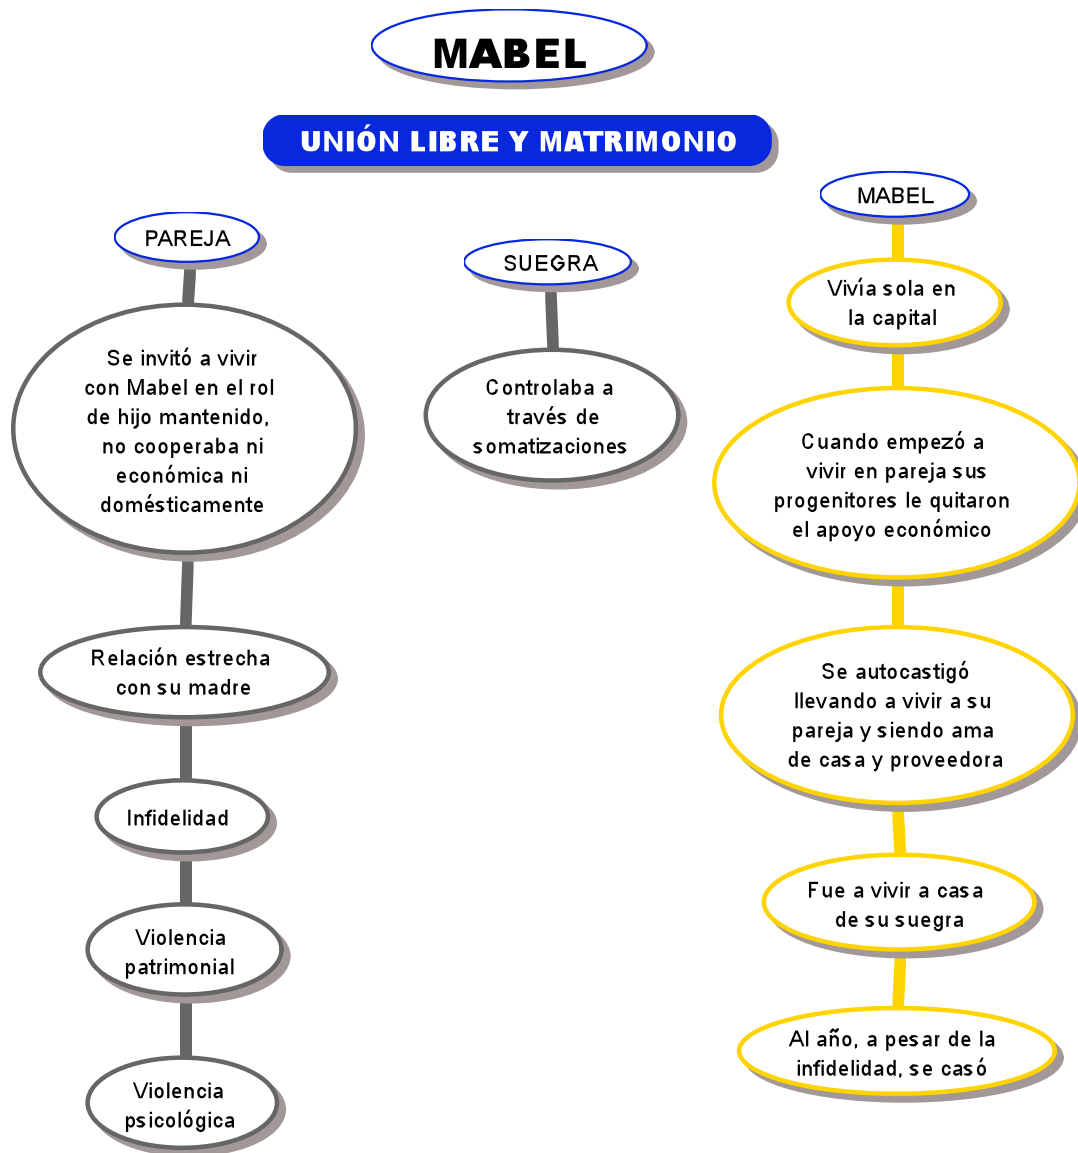 MABEL
UNIÓN LIBRE Y MATRIMONIO
PAREJA
Se invitó a vivir
con Mabel en el rol
de hijo mantenido,
no cooperaba ni
económica ni
domésticamente
Relación estrecha
con su madre
Infidelidad
Violencia
patrimonial
Violencia
psicológica
SUEGRA
Controlaba a
través de
somatizaciones
MABEL
Vivía sola en
la capital
Cuando empezó a
vivir en pareja sus
progenitores le quitaron
el apoyo económico
Se autocastigó
llevando a vivir a su
pareja y siendo ama
de casa y proveedora
Fue a vivir a casa
de su suegra
Al año, a pesar de la
infidelidad, se casó